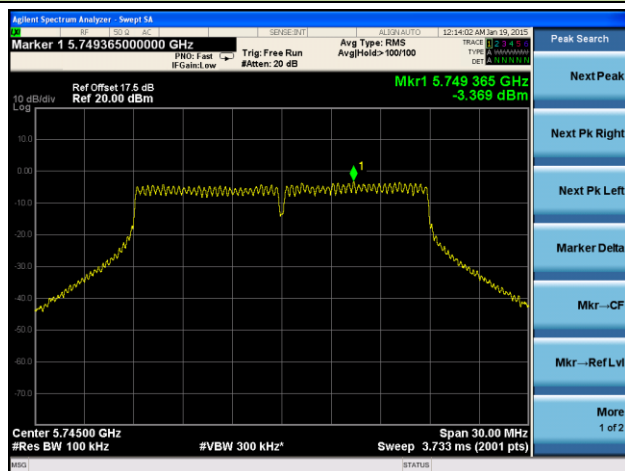 Agilent Spectrum Analyzer - Swept SA
RF 50 Ω AC SENSE:INT ALIGN AUTO 12:14:02 AM Jan 19, 2015
Marker 1 5.749365000000 GHz
PNO: Fast
IFGain:Low
Trig: Free Run
#Atten: 20 dB
Avg Type: RMS
Avg|Hold:>100/100
TRACE 1 2 3 4 5 6
TYPE A WWWWW
DET A N N N N N
Peak Search
Ref Offset 17.5 dB
Ref 20.00 dBm
Mkr1 5.749 365 GHz
-3.369 dBm
10 dB/div
Log
10.0
0.00
-10.0
-20.0
-30.0
-40.0
-50.0
-60.0
-70.0
1
Next Peak
Next Pk Right
Next Pk Left
Marker Delta
Mkr→CF
Mkr→Ref Lvl
More
1 of 2
Center 5.74500 GHz
Span 30.00 MHz
#Res BW 100 kHz
#VBW 300 kHz*
Sweep 3.733 ms (2001 pts)
MSG STATUS